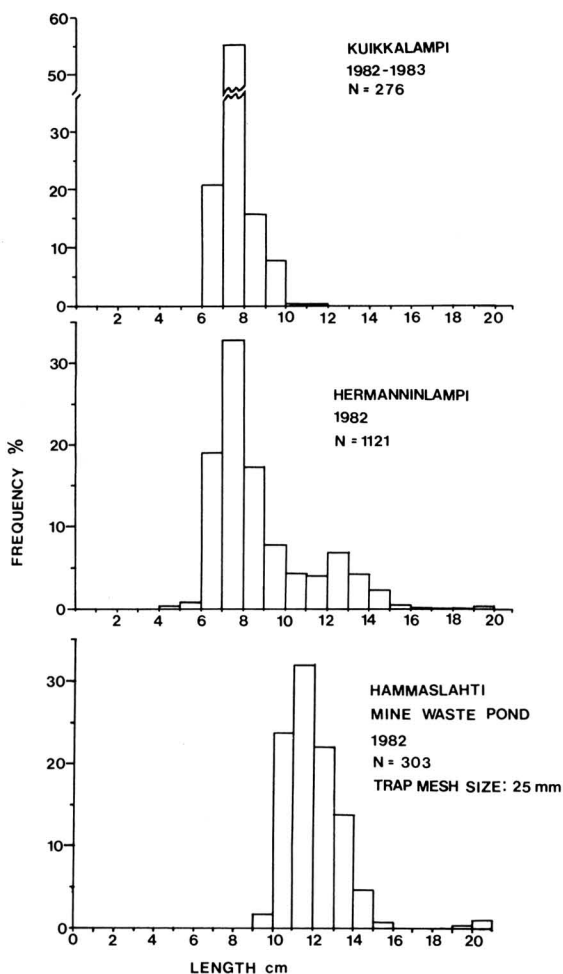 60
50
30
20
10
0
KUIKKALAMPI
1982-1983
N = 276
2 4 6 8 10 12 14 16 18 20
30
20
10
0
HERMANNINLAMPI
1982
N = 1121
2 4 6 8 10 12 14 16 18 20
FREQUENCY %
30
20
10
0
HAMMASLAHTI
MINE WASTE POND
1982
N = 303
TRAP MESH SIZE: 25 mm
0 2 4 6 8 10 12 14 16 18 20
LENGTH cm